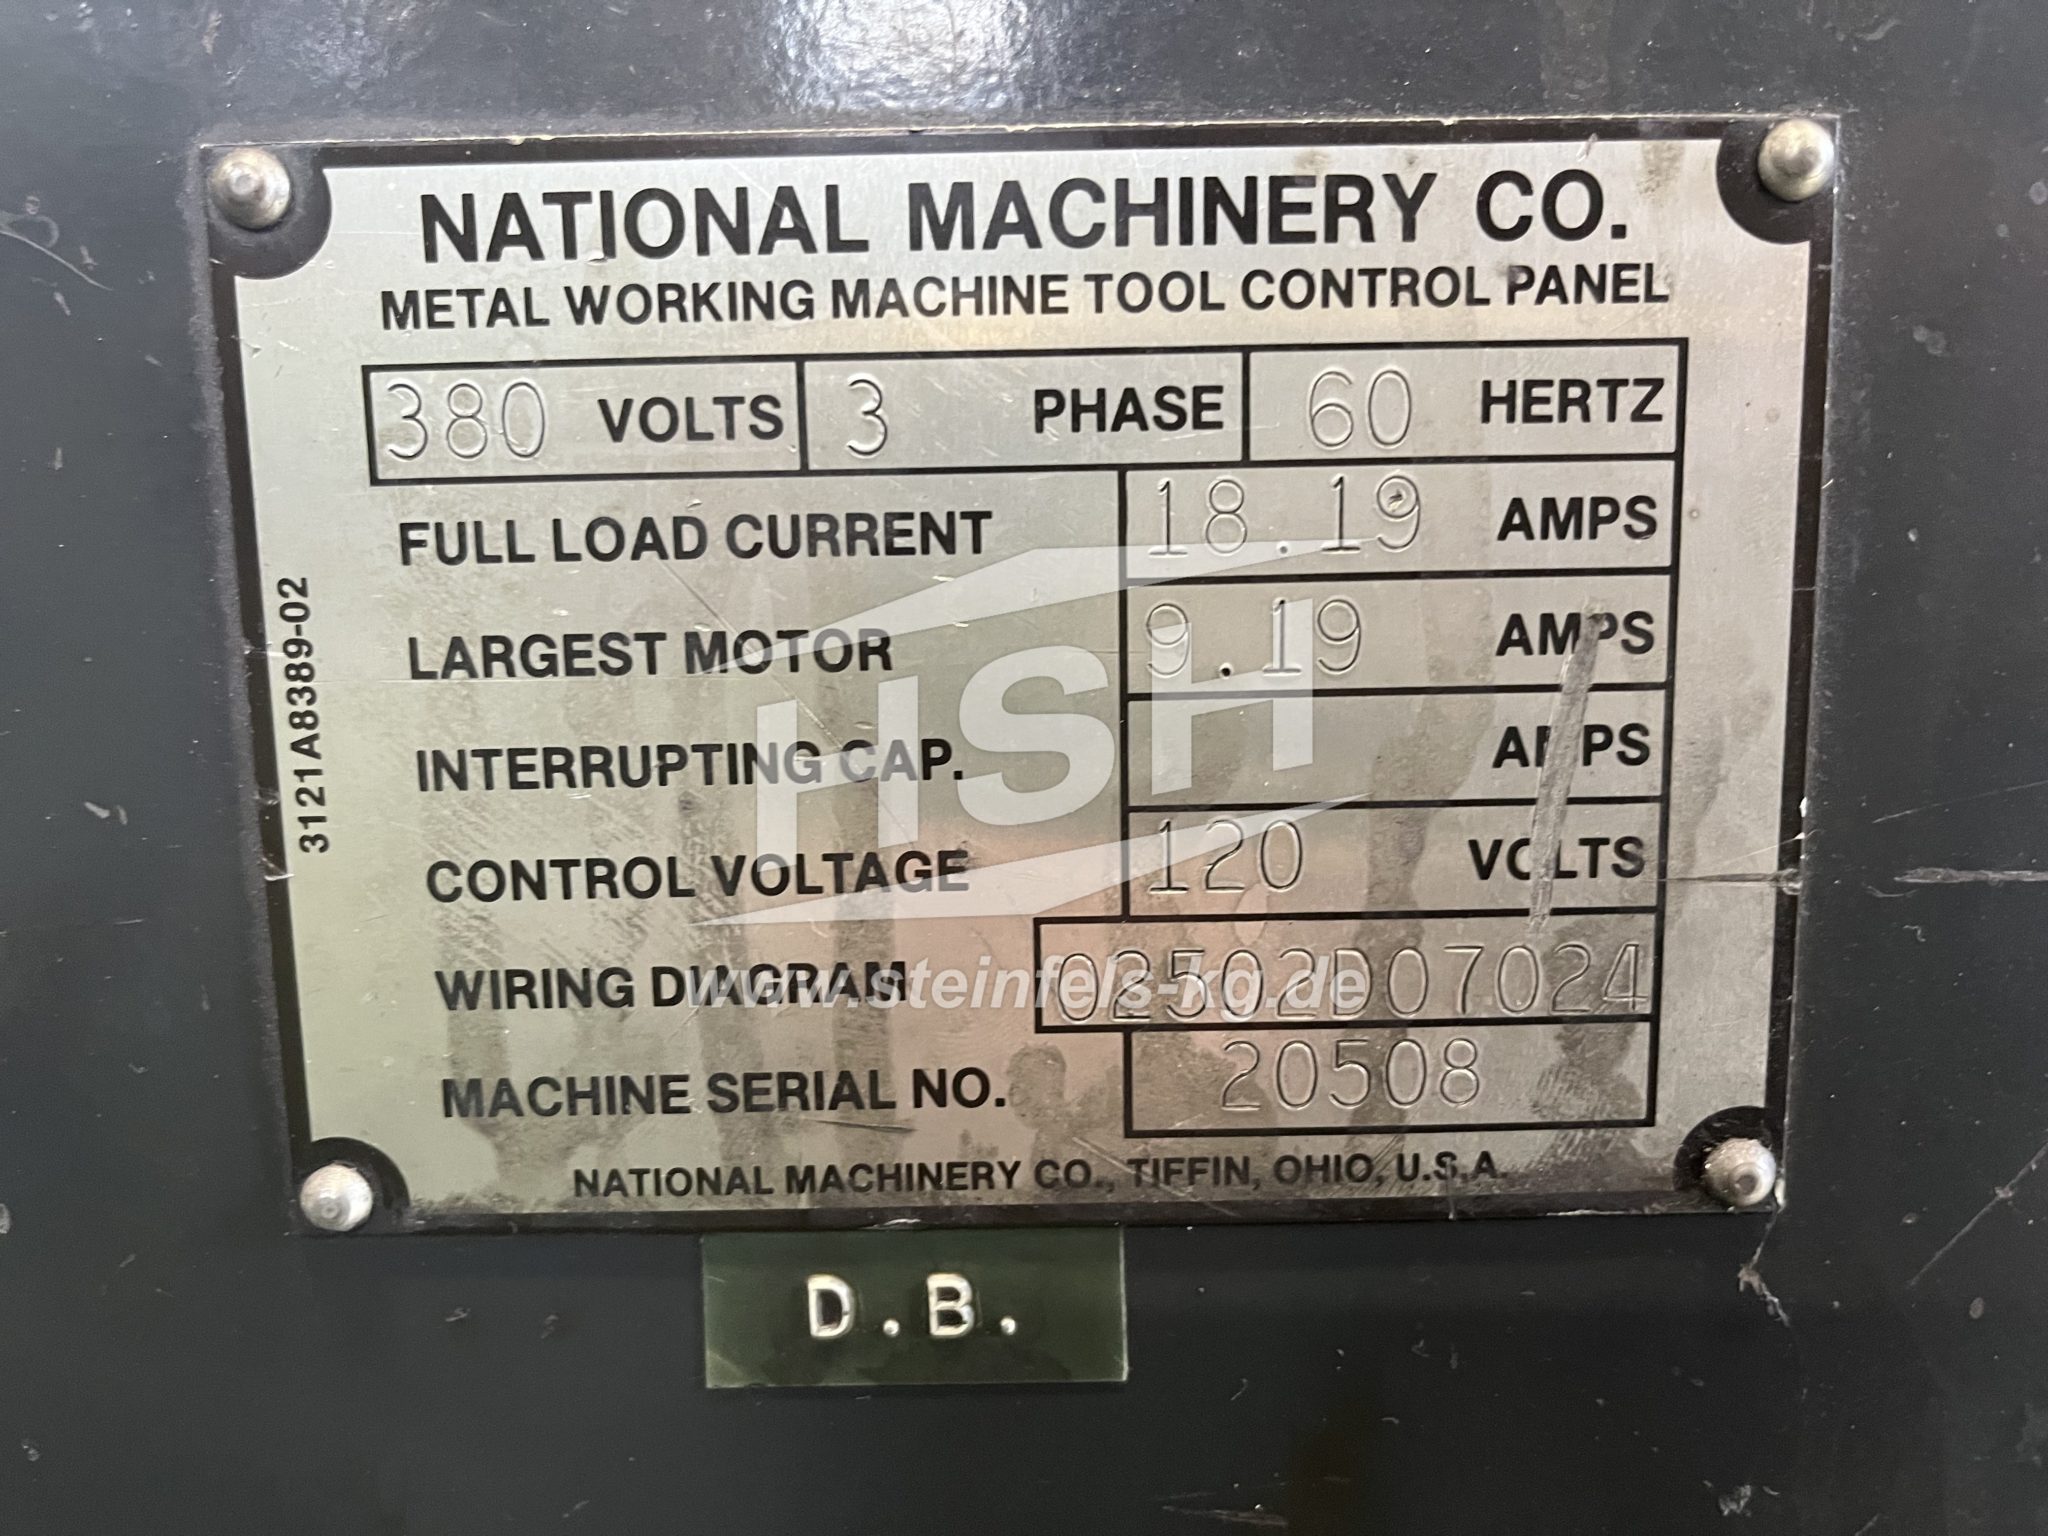 NATIONAL MACHINERY CO.
METAL WORKING MACHINE TOOL CONTROL PANEL
380 VOLTS 3 PHASE 60 HERTZ
FULL LOAD CURRENT 18.19 AMPS
LARGEST MOTOR 9.19 AMPS
INTERRUPTING CAP. AMPS
CONTROL VOLTAGE 120 VOLTS
WIRING DIAGRAM 02502D07024
MACHINE SERIAL NO. 20508
NATIONAL MACHINERY CO., TIFFIN, OHIO, U.S.A.
3121A8389-02
D.B.
HSH
www.steinfels-kg.de